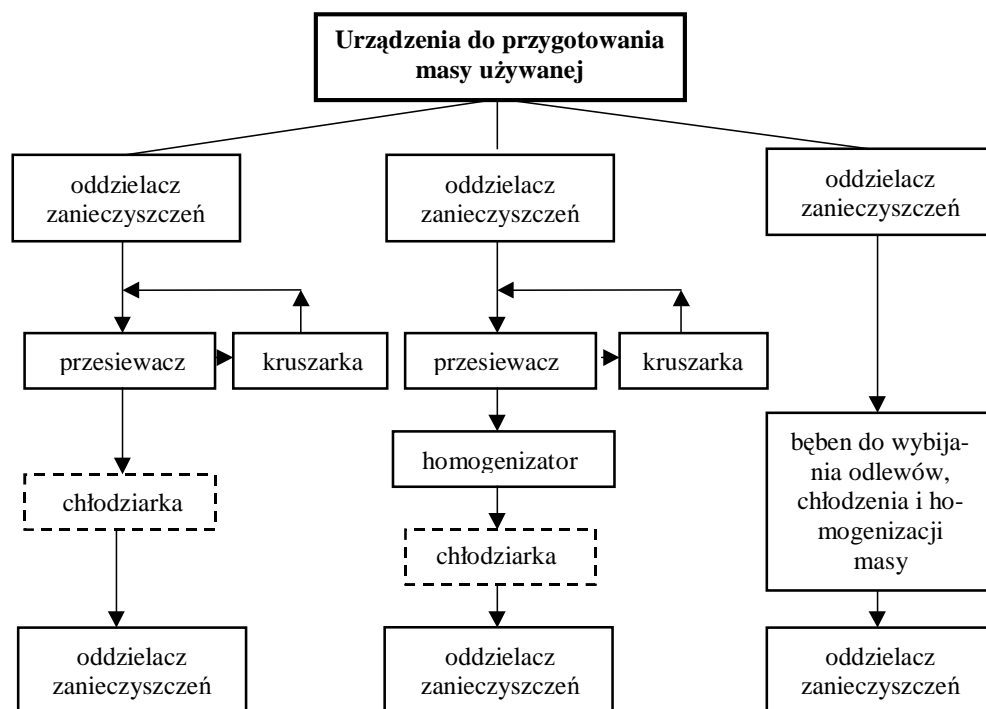 Urządzenia do przygotowania
masy używanej
oddzielacz
zanieczyszczeń
oddzielacz
zanieczyszczeń
oddzielacz
zanieczyszczeń
przesiewacz
kruszarka
przesiewacz
kruszarka
homogenizator
bęben do wybija-
nia odlewów,
chłodzenia i ho-
mogenizacji
masy
chłodziarka
chłodziarka
oddzielacz
zanieczyszczeń
oddzielacz
zanieczyszczeń
oddzielacz
zanieczyszczeń